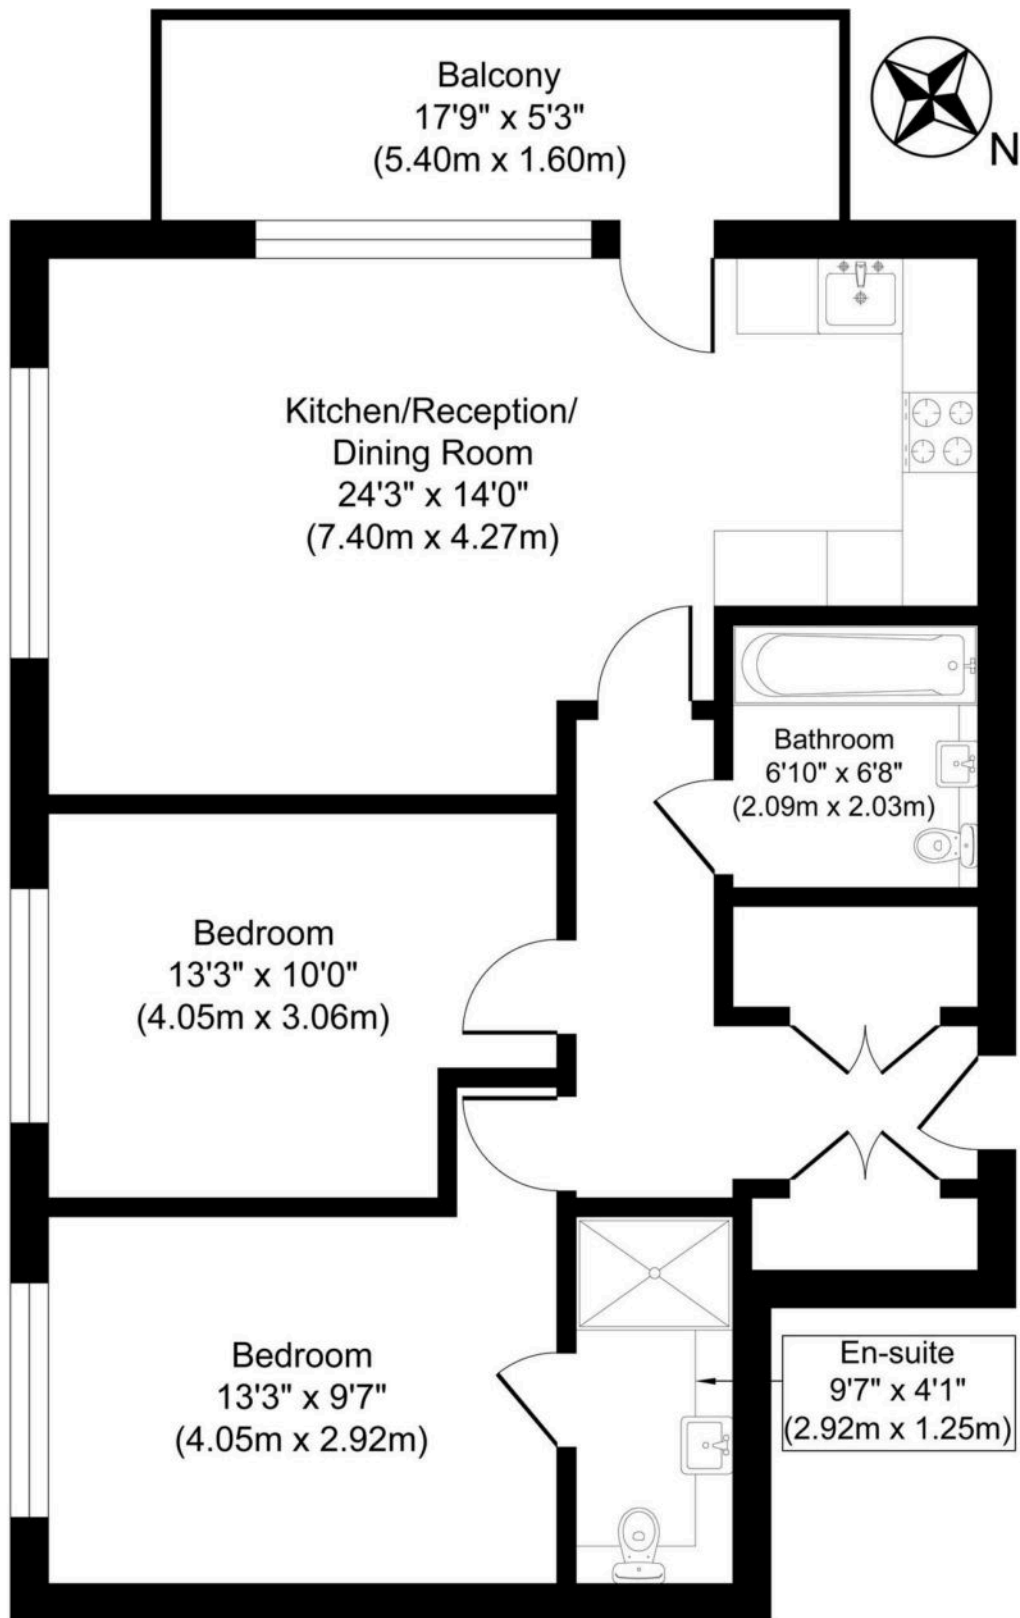 Balcony
17'9" x 5'3"
(5.40m x 1.60m)
N
Kitchen/Reception/
Dining Room
24'3" x 14'0"
(7.40m x 4.27m)
Bathroom
6'10" x 6'8"
(2.09m x 2.03m)
Bedroom
13'3" x 10'0"
(4.05m x 3.06m)
Bedroom
13'3" x 9'7"
(4.05m x 2.92m)
En-suite
9'7" x 4'1"
(2.92m x 1.25m)